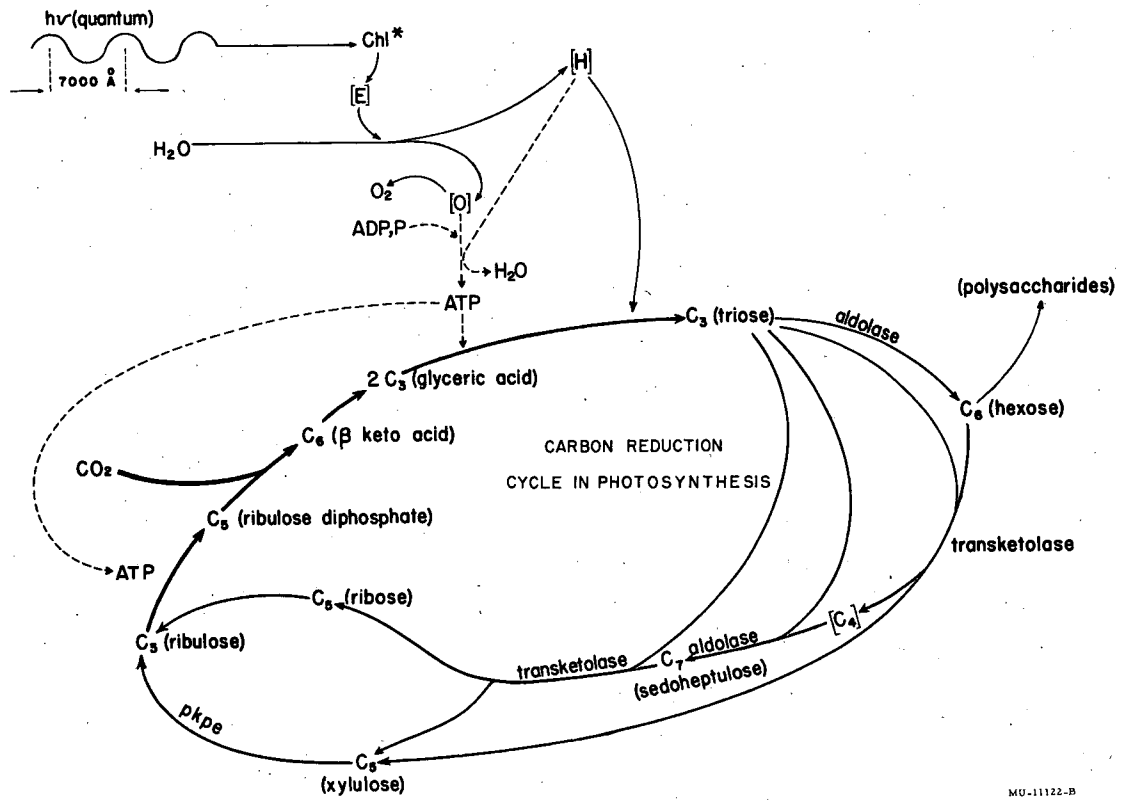 hν (quantum)
7000 Å
Chl*
[E]
[H]
H₂O
O₂
[O]
ADP,P
H₂O
ATP
(polysaccharides)
C₃ (triose)
aldolase
2 C₃ (glyceric acid)
C₆ (hexose)
C₆ (β keto acid)
CARBON REDUCTION
CYCLE IN PHOTOSYNTHESIS
CO₂
C₅ (ribulose diphosphate)
transketolase
ATP
C₅ (ribose)
[C₄]
C₅ (ribulose)
aldolase
transketolase
C₇
(sedoheptulose)
pkpe
C₅
(xylulose)
MU-11122-B